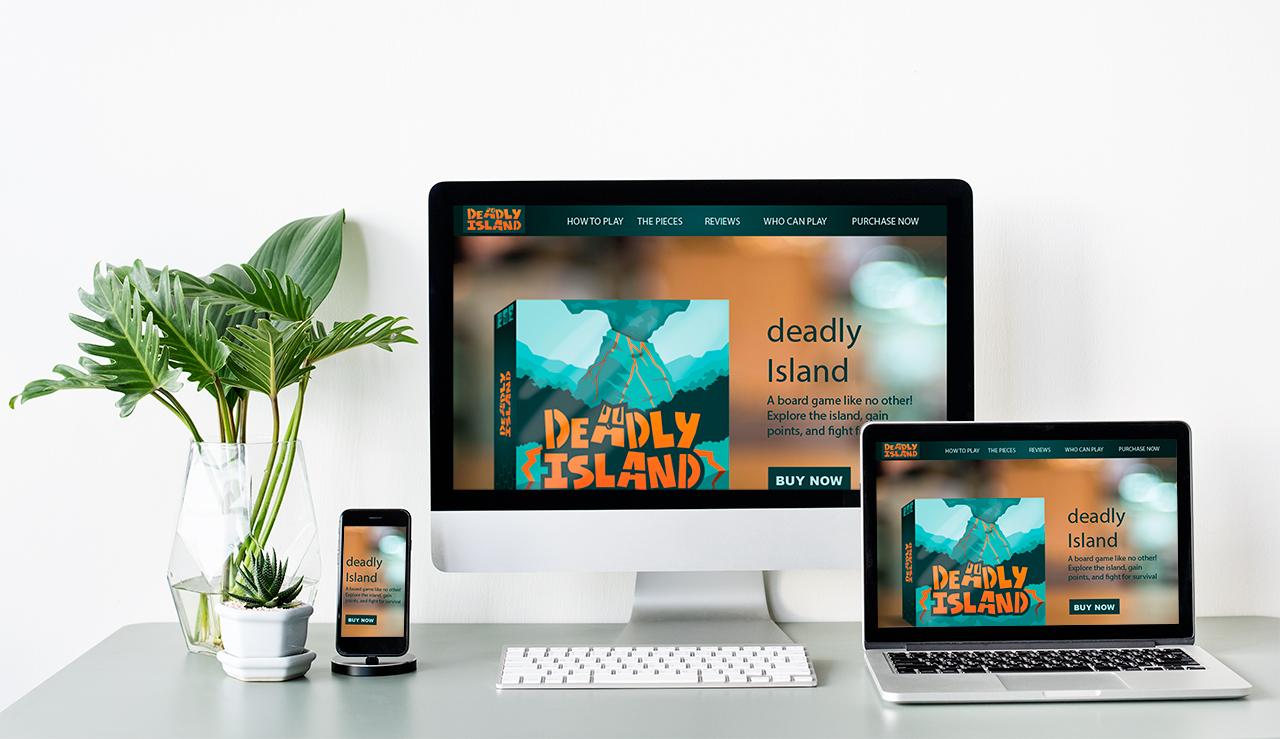 DEADLY
ISLAND
HOW TO PLAY THE PIECES REVIEWS WHO CAN PLAY PURCHASE NOW
DEADLY
ISLAND
DEADLY
ISLAND
deadly
Island
A board game like no other!
Explore the island, gain
points, and fight f
BUY NOW
deadly
Island
A board game like no other!
Explore the island, gain
points, and fight for survival
BUY NOW
DEADLY
ISLAND
HOW TO PLAY THE PIECES REVIEWS WHO CAN PLAY PURCHASE NOW
DEADLY
ISLAND
DEADLY
ISLAND
deadly
Island
A board game like no other!
Explore the island, gain
points, and fight for survival
BUY NOW